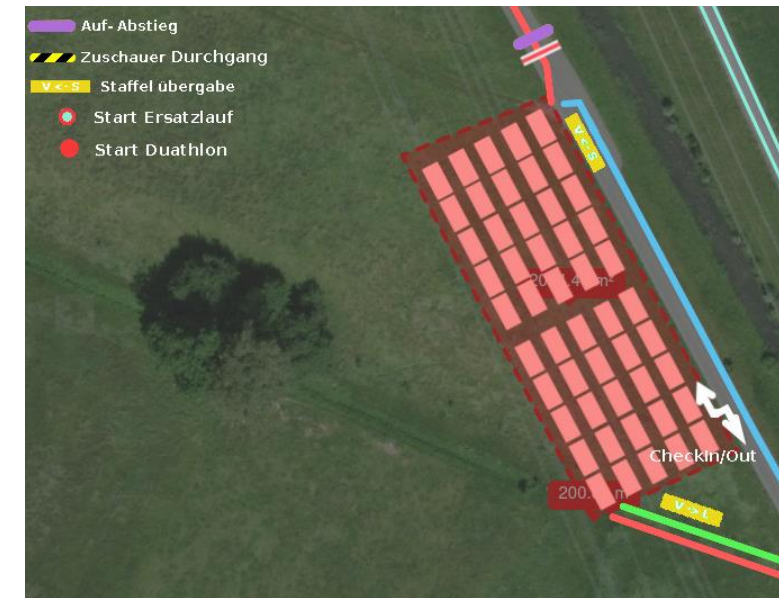 Auf- Abstieg
Zuschauer Durchgang
V<-S
Staffel übergabe
Start Ersatzlauf
Start Duathlon
V<-S
CheckIn/Out
V->L